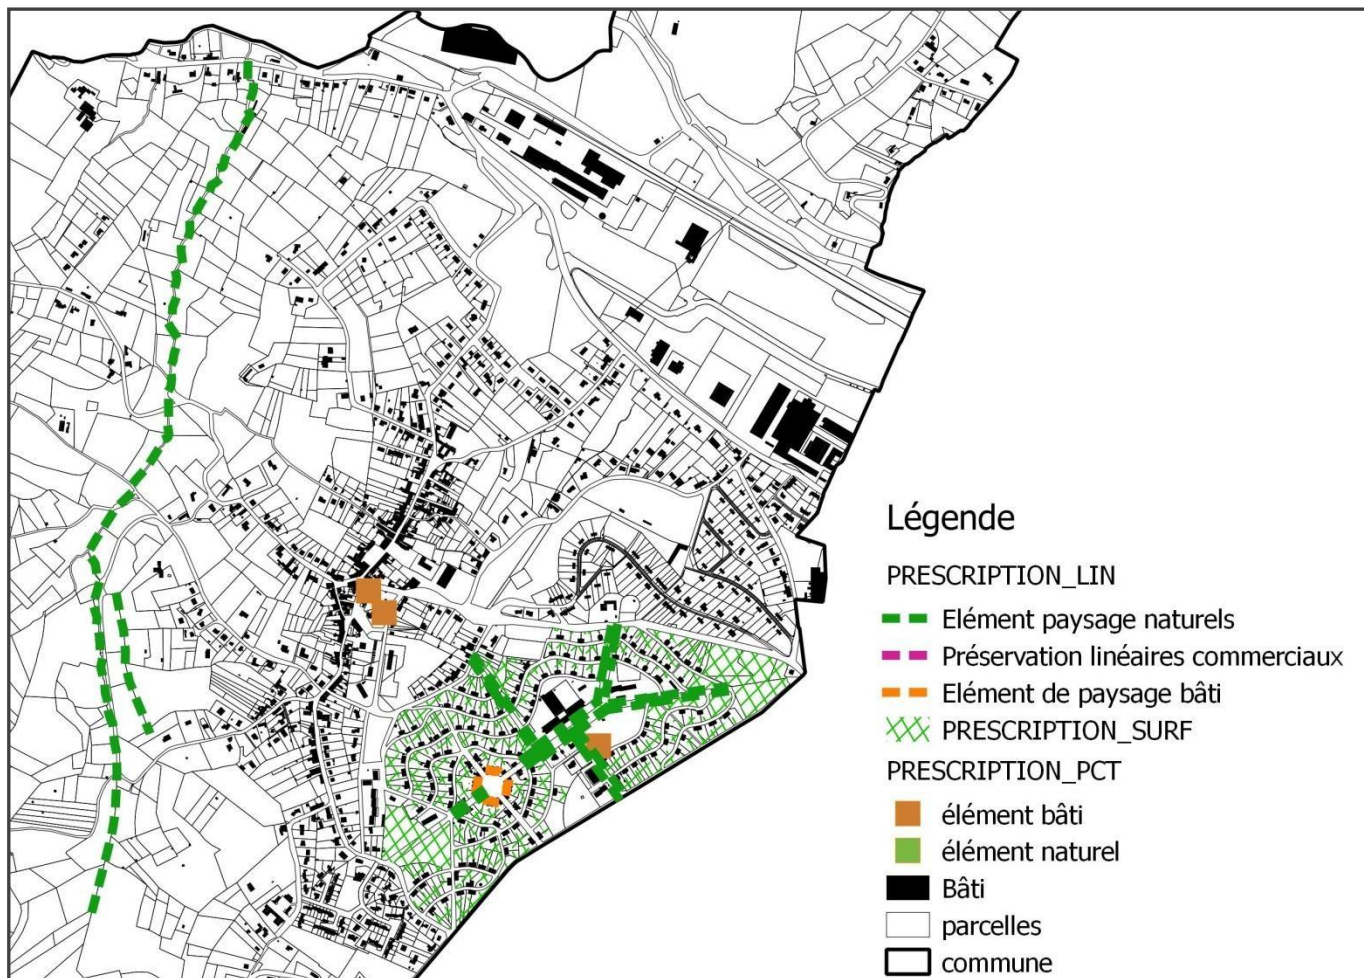 Légende
PRESCRIPTION_LIN
Elément paysage naturels
Préservation linéaires commerciaux
Elément de paysage bâti
PRESCRIPTION_SURF
PRESCRIPTION_PCT
élément bâti
élément naturel
Bâti
parcelles
commune